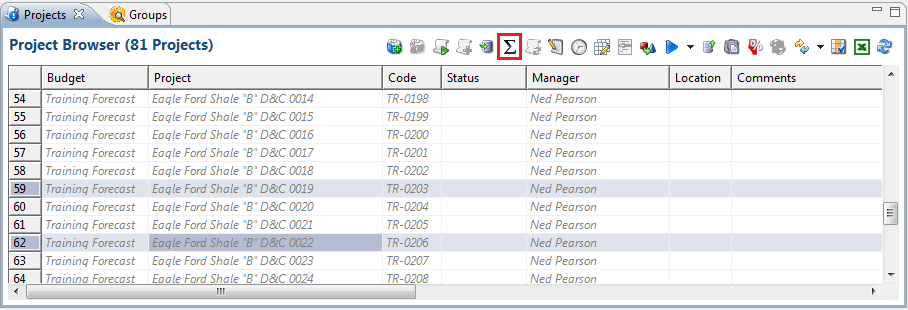 Projects Groups
Project Browser (81 Projects)
Σ
Budget Project Code Status Manager Location Comments
54 Training Forecast Eagle Ford Shale "B" D&C 0014 TR-0198 Ned Pearson
55 Training Forecast Eagle Ford Shale "B" D&C 0015 TR-0199 Ned Pearson
56 Training Forecast Eagle Ford Shale "B" D&C 0016 TR-0200 Ned Pearson
57 Training Forecast Eagle Ford Shale "B" D&C 0017 TR-0201 Ned Pearson
58 Training Forecast Eagle Ford Shale "B" D&C 0018 TR-0202 Ned Pearson
59 Training Forecast Eagle Ford Shale "B" D&C 0019 TR-0203 Ned Pearson
60 Training Forecast Eagle Ford Shale "B" D&C 0020 TR-0204 Ned Pearson
61 Training Forecast Eagle Ford Shale "B" D&C 0021 TR-0205 Ned Pearson
62 Training Forecast Eagle Ford Shale "B" D&C 0022 TR-0206 Ned Pearson
63 Training Forecast Eagle Ford Shale "B" D&C 0023 TR-0207 Ned Pearson
64 Training Forecast Eagle Ford Shale "B" D&C 0024 TR-0208 Ned Pearson